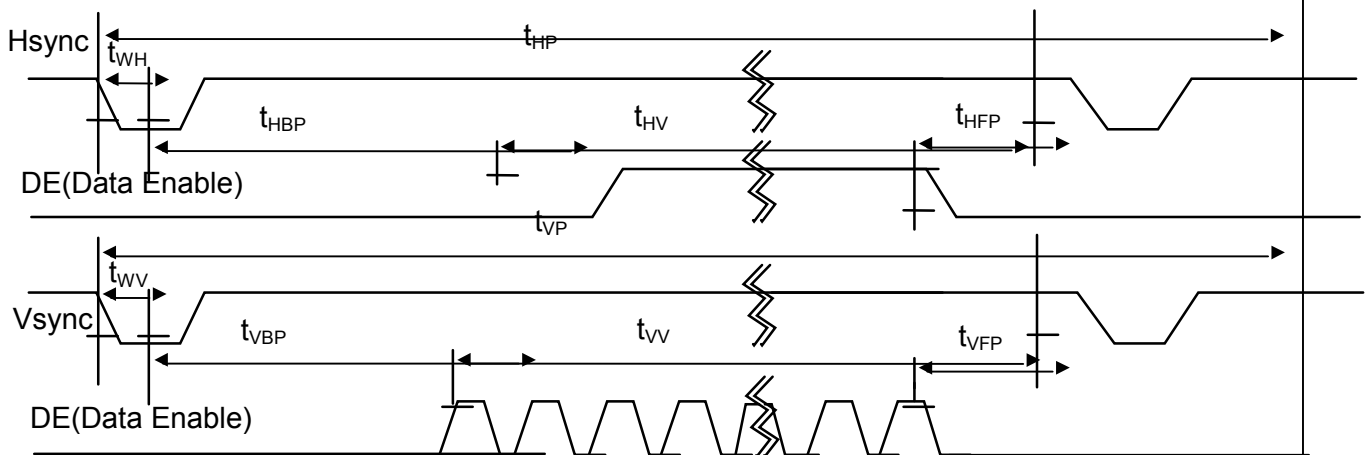 Hsync
tHP
tWH
tHBP
tHV
tHFP
DE(Data Enable)
tVP
tWV
Vsync
tVBP
tVV
tVFP
DE(Data Enable)